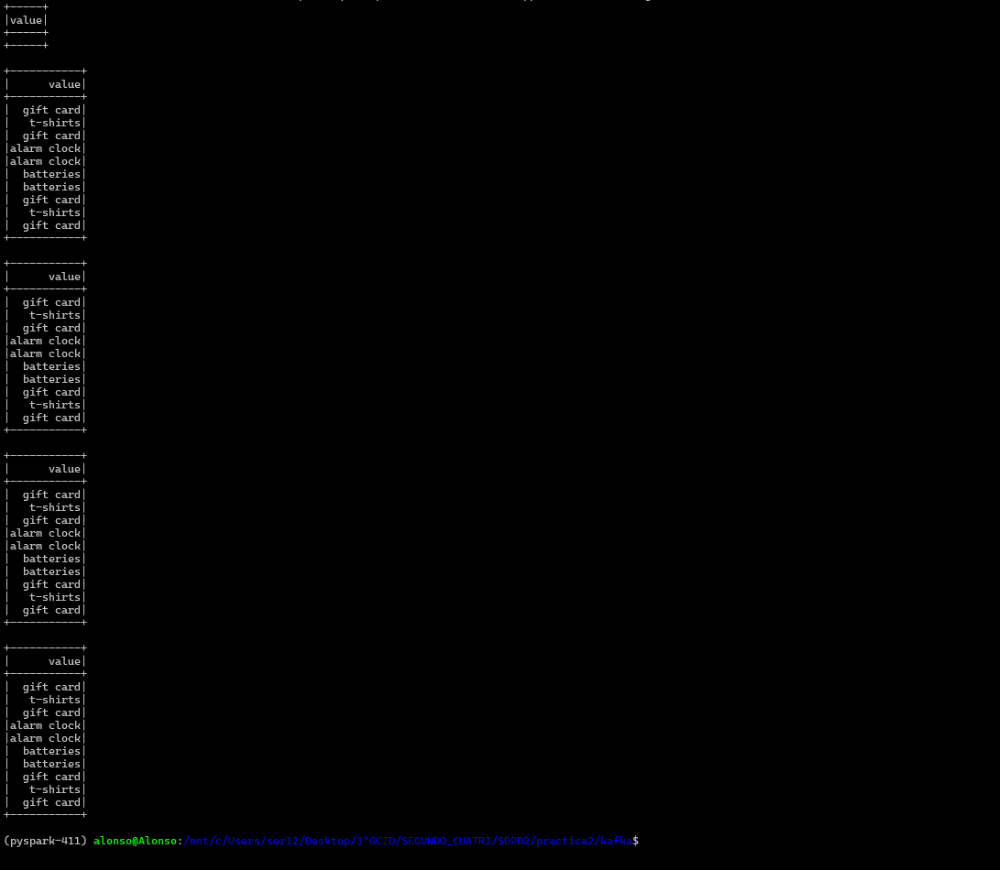 +-----+
|value|
+-----+
+-----+
+-----------+
|      value|
+-----------+
|  gift card|
|   t-shirts|
|  gift card|
|alarm clock|
|alarm clock|
|  batteries|
|  batteries|
|  gift card|
|   t-shirts|
|  gift card|
+-----------+
+-----------+
|      value|
+-----------+
|  gift card|
|   t-shirts|
|  gift card|
|alarm clock|
|alarm clock|
|  batteries|
|  batteries|
|  gift card|
|   t-shirts|
|  gift card|
+-----------+
+-----------+
|      value|
+-----------+
|  gift card|
|   t-shirts|
|  gift card|
|alarm clock|
|alarm clock|
|  batteries|
|  batteries|
|  gift card|
|   t-shirts|
|  gift card|
+-----------+
+-----------+
|      value|
+-----------+
|  gift card|
|   t-shirts|
|  gift card|
|alarm clock|
|alarm clock|
|  batteries|
|  batteries|
|  gift card|
|   t-shirts|
|  gift card|
+-----------+
(pyspark-411) alonso@Alonso:/mnt/c/Users/ser12/Desktop/3°GCID/SEGUNDO_CUATRI/SDPD2/practica2/kafka$